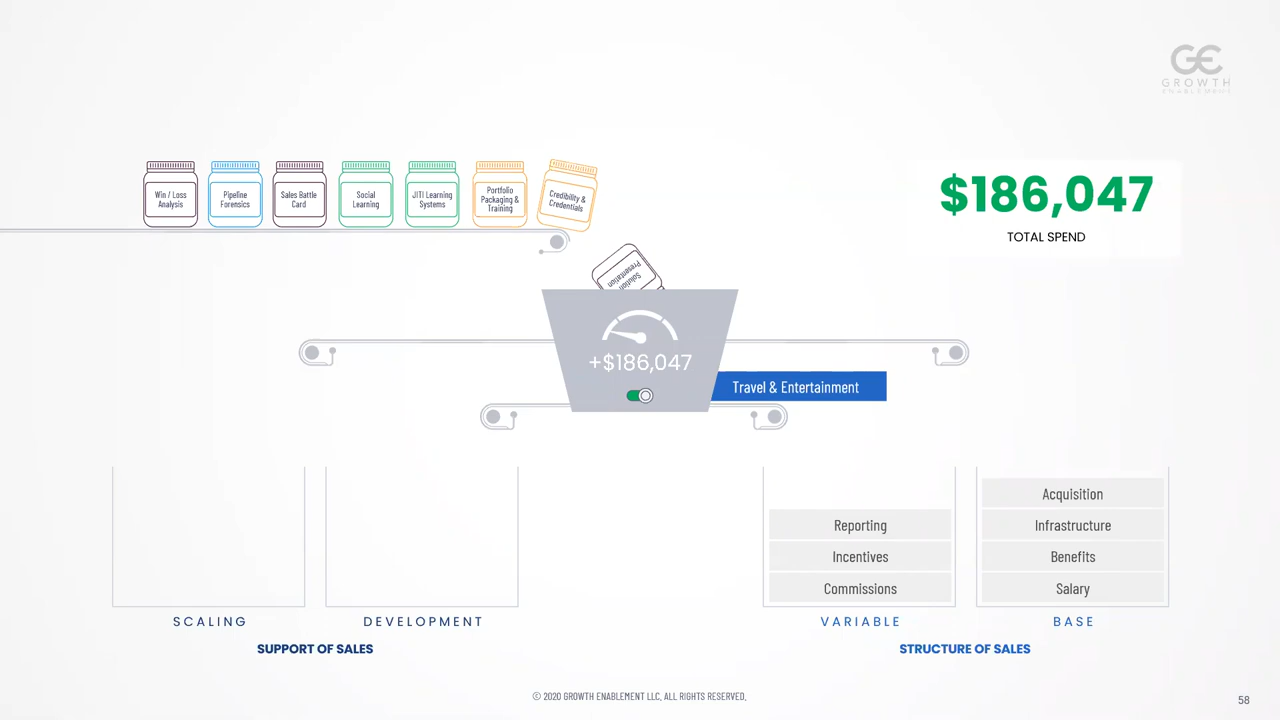 GE
GROWTH
ENABLEMENT
Win / Loss
Analysis
Pipeline
Forensics
Sales Battle
Card
Social
Learning
JITI Learning
Systems
Portfolio
Packaging &
Training
Credibility &
Credentials
$186,047
TOTAL SPEND
Solution
Presentation
+$186,047
Travel & Entertainment
Reporting
Incentives
Commissions
Acquisition
Infrastructure
Benefits
Salary
SCALING
DEVELOPMENT
VARIABLE
BASE
SUPPORT OF SALES
STRUCTURE OF SALES
© 2020 GROWTH ENABLEMENT LLC. ALL RIGHTS RESERVED.
58